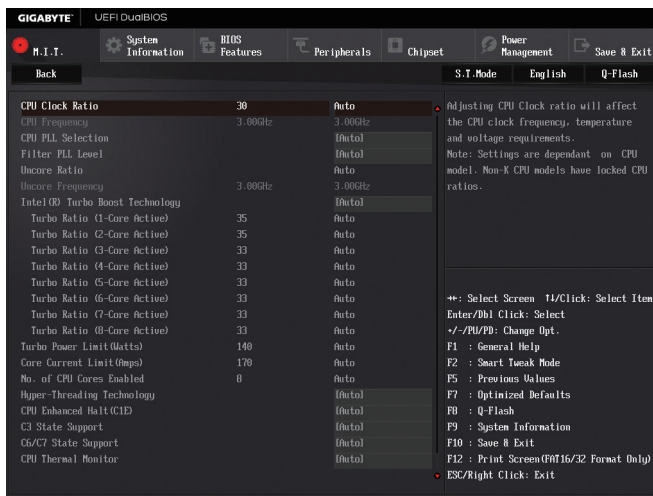 GIGABYTE™ UEFI DualBIOS
M.I.T. System Information BIOS Features Peripherals Chipset Power Management Save & Exit
Back S.T.Mode English Q-Flash
CPU Clock Ratio 30 Auto
CPU Frequency 3.00GHz 3.00GHz
CPU PLL Selection [Auto]
Filter PLL Level [Auto]
Uncore Ratio Auto
Uncore Frequency 3.00GHz 3.00GHz
Intel(R) Turbo Boost Technology [Auto]
Turbo Ratio (1-Core Active) 35 Auto
Turbo Ratio (2-Core Active) 35 Auto
Turbo Ratio (3-Core Active) 33 Auto
Turbo Ratio (4-Core Active) 33 Auto
Turbo Ratio (5-Core Active) 33 Auto
Turbo Ratio (6-Core Active) 33 Auto
Turbo Ratio (7-Core Active) 33 Auto
Turbo Ratio (8-Core Active) 33 Auto
Turbo Power Limit(Watts) 140 Auto
Core Current Limit(Amps) 170 Auto
No. of CPU Cores Enabled 8 Auto
Hyper-Threading Technology [Auto]
CPU Enhanced Halt(C1E) [Auto]
C3 State Support [Auto]
C6/C7 State Support [Auto]
CPU Thermal Monitor [Auto]
Adjusting CPU Clock ratio will affect
the CPU clock frequency, temperature
and voltage requirements.
Note: Settings are dependant on CPU
model. Non-K CPU models have locked CPU
ratios.
→←: Select Screen ↑↓/Click: Select Item
Enter/Dbl Click: Select
+/-/PU/PD: Change Opt.
F1 : General Help
F2 : Smart Tweak Mode
F5 : Previous Values
F7 : Optimized Defaults
F8 : Q-Flash
F9 : System Information
F10 : Save & Exit
F12 : Print Screen(FAT16/32 Format Only)
ESC/Right Click: Exit